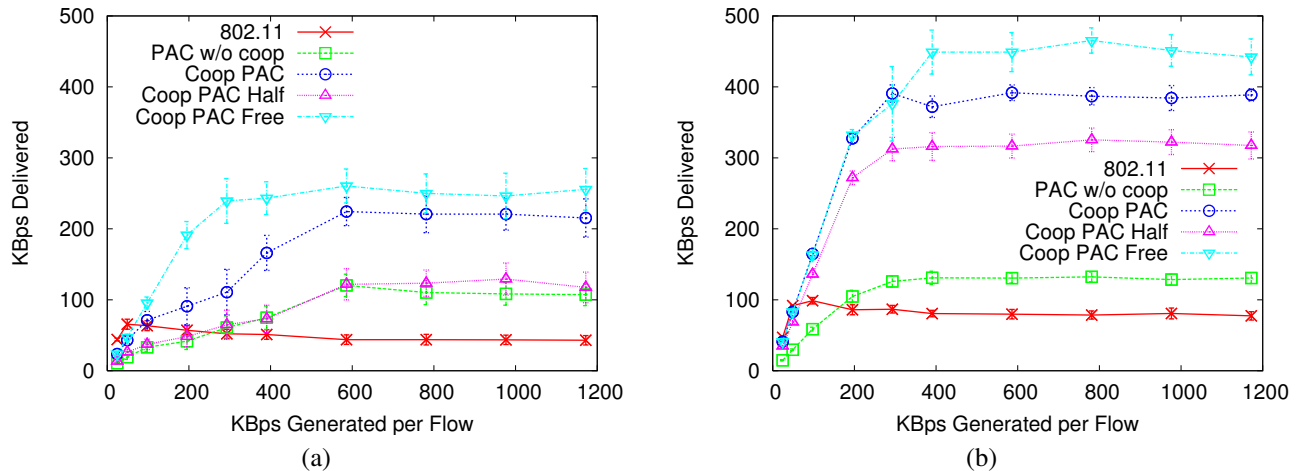 500
400
300
200
100
0
KBps Delivered
802.11
PAC w/o coop
Coop PAC
Coop PAC Half
Coop PAC Free
0 200 400 600 800 1000 1200
KBps Generated per Flow
(a)
500
400
300
200
100
0
KBps Delivered
802.11
PAC w/o coop
Coop PAC
Coop PAC Half
Coop PAC Free
0 200 400 600 800 1000 1200
KBps Generated per Flow
(b)